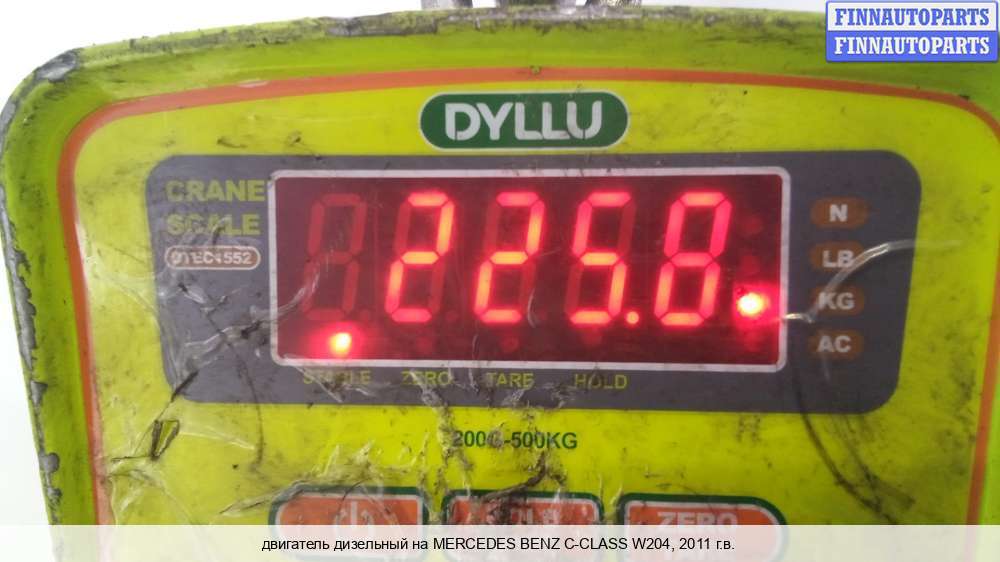 FINNAUTOPARTS
FINNAUTOPARTS
DYLLU
CRANE
SCALE
225.8
N
LB
KG
AC
STABLE ZERO TARE HOLD
-500KG
ZERO
двигатель дизельный на MERCEDES BENZ C-CLASS W204, 2011 г.в.